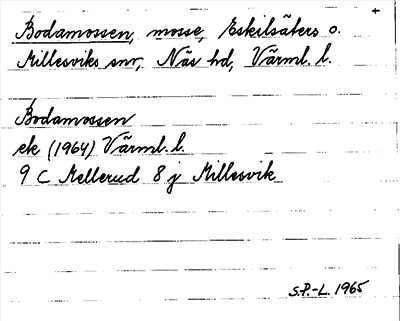 +
Bodamossen, mosse, Eskilsäters o.
Millesviks snr, Näs hd, Värml. l.
Bodamossen
ek (1964) Värml. l.
9 C Mellerud 8 j Millesvik
S.P.-L. 1965